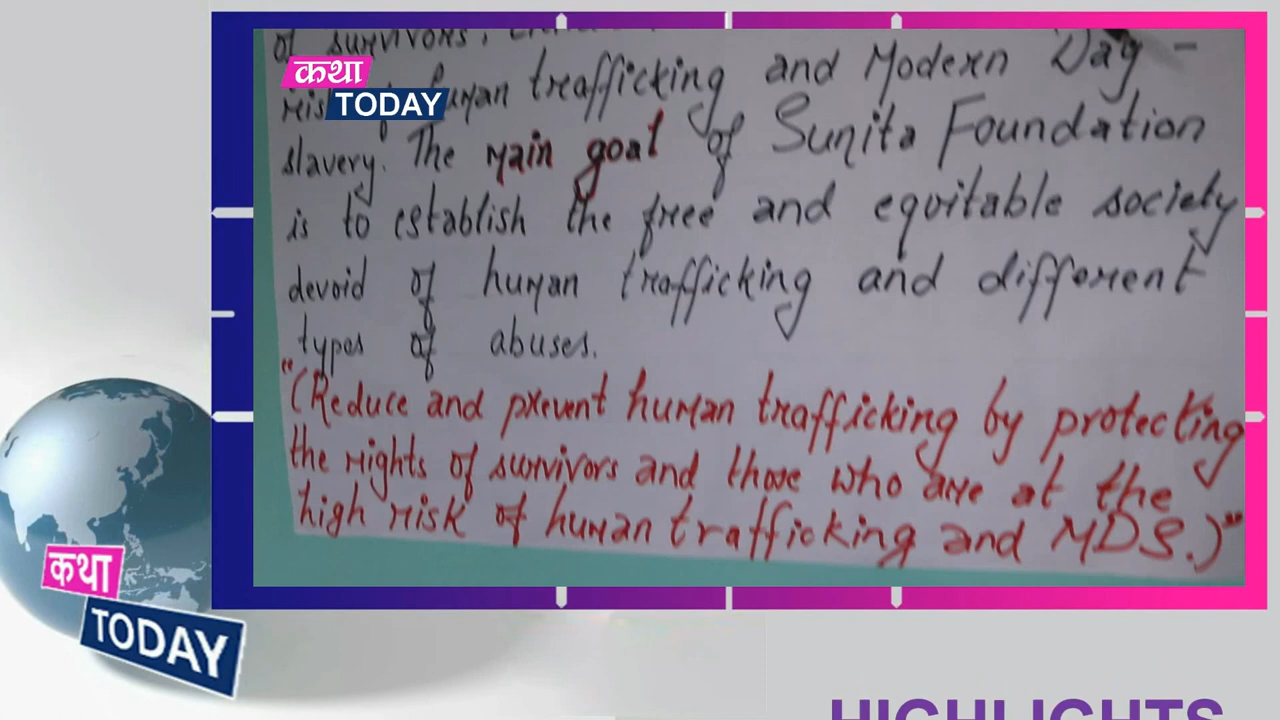 of survivors,
कथा
TODAY
human trafficking and Modern Day -
slavery. The main goal of Sunita Foundation
is to establish the free and equitable society
devoid of human trafficking and different
types of abuses.
"(Reduce and prevent human trafficking by protecting
the rights of survivors and those who are at the
high risk of human trafficking and MDS.)"
कथा
TODAY
HIGHLIGHTS